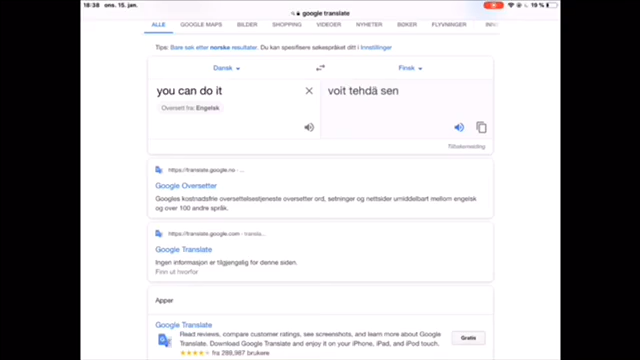 18:38 ons. 15. jan.
google translate
19 %
ALLE GOOGLE MAPS BILDER SHOPPING VIDEOER NYHETER BØKER FLYVNINGER
Tips: Bare søk etter norske resultater. Du kan spesifisere søkespråket ditt i Innstillinger
Dansk Finsk
you can do it
voit tehdä sen
Oversett fra: Engelsk
Tilbakemelding
https://translate.google.no › ...
Google Oversetter
Googles kostnadsfrie oversettelsestjeneste oversetter ord, setninger og nettsider umiddelbart mellom engelsk
og over 100 andre språk.
https://translate.google.com › transla...
Google Translate
Ingen informasjon er tilgjengelig for denne siden.
Finn ut hvorfor
Apper
Google Translate
Read reviews, compare customer ratings, see screenshots, and learn more about Google
Translate. Download Google Translate and enjoy it on your iPhone, iPad, and iPod touch.
Gratis
fra 289,987 brukere